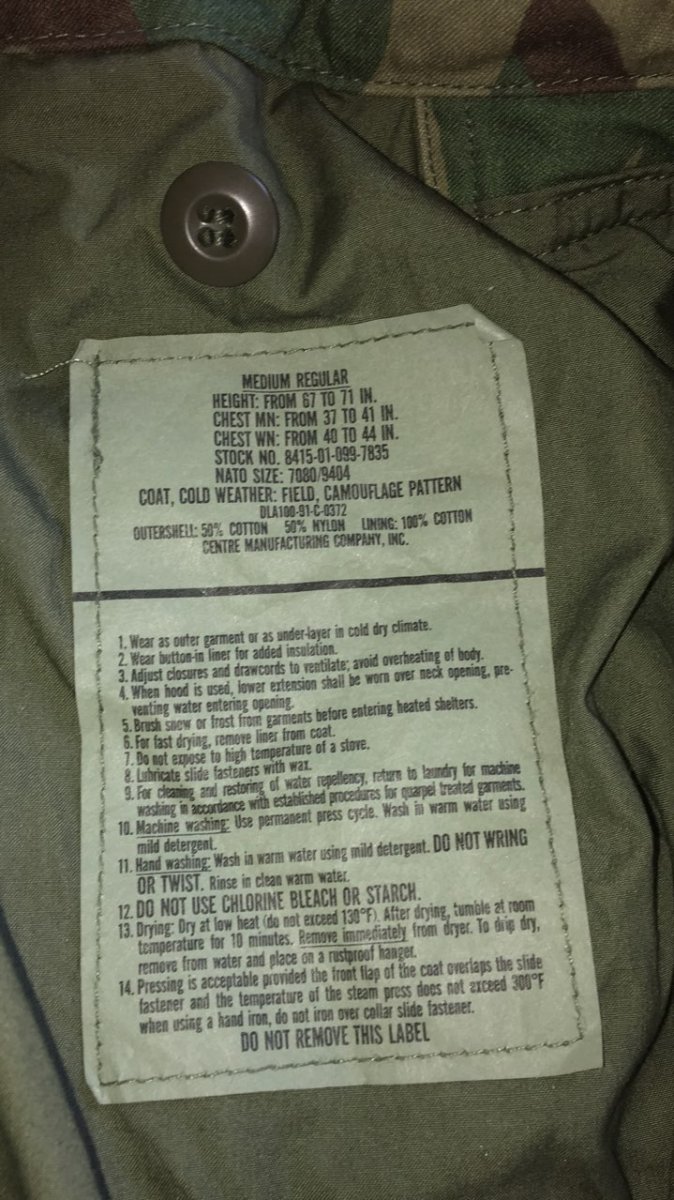 MEDIUM REGULAR
HEIGHT: FROM 67 TO 71 IN.
CHEST MN: FROM 37 TO 41 IN.
CHEST WN: FROM 40 TO 44 IN.
STOCK NO. 8415-01-099-7835
NATO SIZE: 7080/9404
COAT, COLD WEATHER: FIELD, CAMOUFLAGE PATTERN
DLA100-91-C-0372
OUTERSHELL: 50% COTTON 50% NYLON LINING: 100% COTTON
CENTRE MANUFACTURING COMPANY, INC.
1. Wear as outer garment or as under-layer in cold dry climate.
2. Wear button-in liner for added insulation.
3. Adjust closures and drawcords to ventilate; avoid overheating of body.
4. When hood is used, lower extension shall be worn over neck opening, pre-
venting water entering opening.
5. Brush snow or frost from garments before entering heated shelters.
6. For fast drying, remove liner from coat.
7. Do not expose to high temperature of a stove.
8. Lubricate slide fasteners with wax.
9. For cleaning and restoring of water repellency, return to laundry for machine
washing in accordance with established procedures for quarpel treated garments.
10. Machine washing: Use permanent press cycle. Wash in warm water using
mild detergent.
11. Hand washing: Wash in warm water using mild detergent. DO NOT WRING
OR TWIST. Rinse in clean warm water.
12. DO NOT USE CHLORINE BLEACH OR STARCH.
13. Drying: Dry at low heat (do not exceed 130°F). After drying, tumble at room
temperature for 10 minutes. Remove immediately from dryer. To drip dry,
remove from water and place on a rustproof hanger.
14. Pressing is acceptable provided the front flap of the coat overlaps the slide
fastener and the temperature of the steam press does not exceed 300°F
when using a hand iron, do not iron over collar slide fastener.
DO NOT REMOVE THIS LABEL